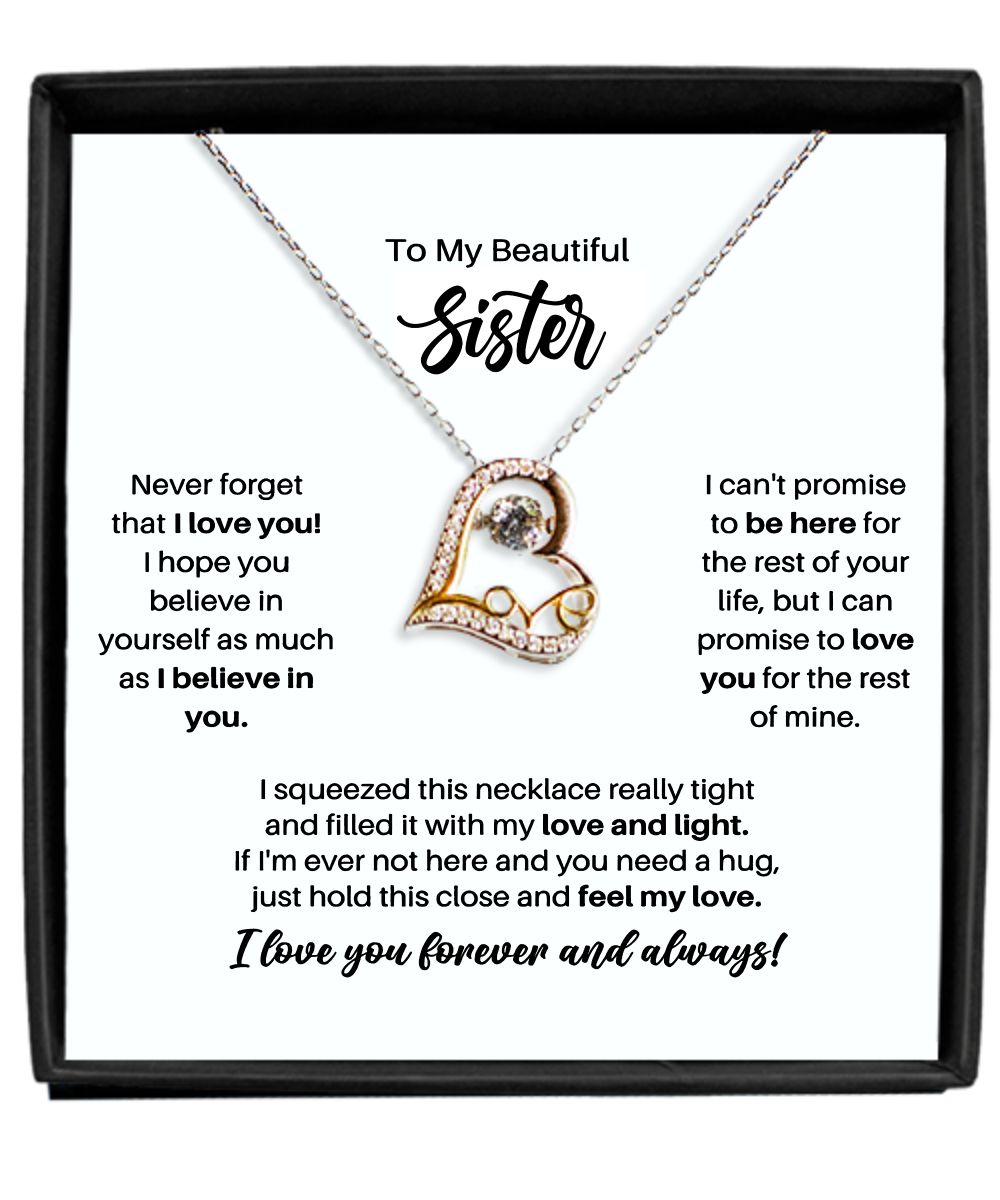 To My Beautiful
Sister
Never forget
that I love you!
I hope you
believe in
yourself as much
as I believe in
you.
I can't promise
to be here for
the rest of your
life, but I can
promise to love
you for the rest
of mine.
love
I squeezed this necklace really tight
and filled it with my love and light.
If I'm ever not here and you need a hug,
just hold this close and feel my love.
I love you forever and always!